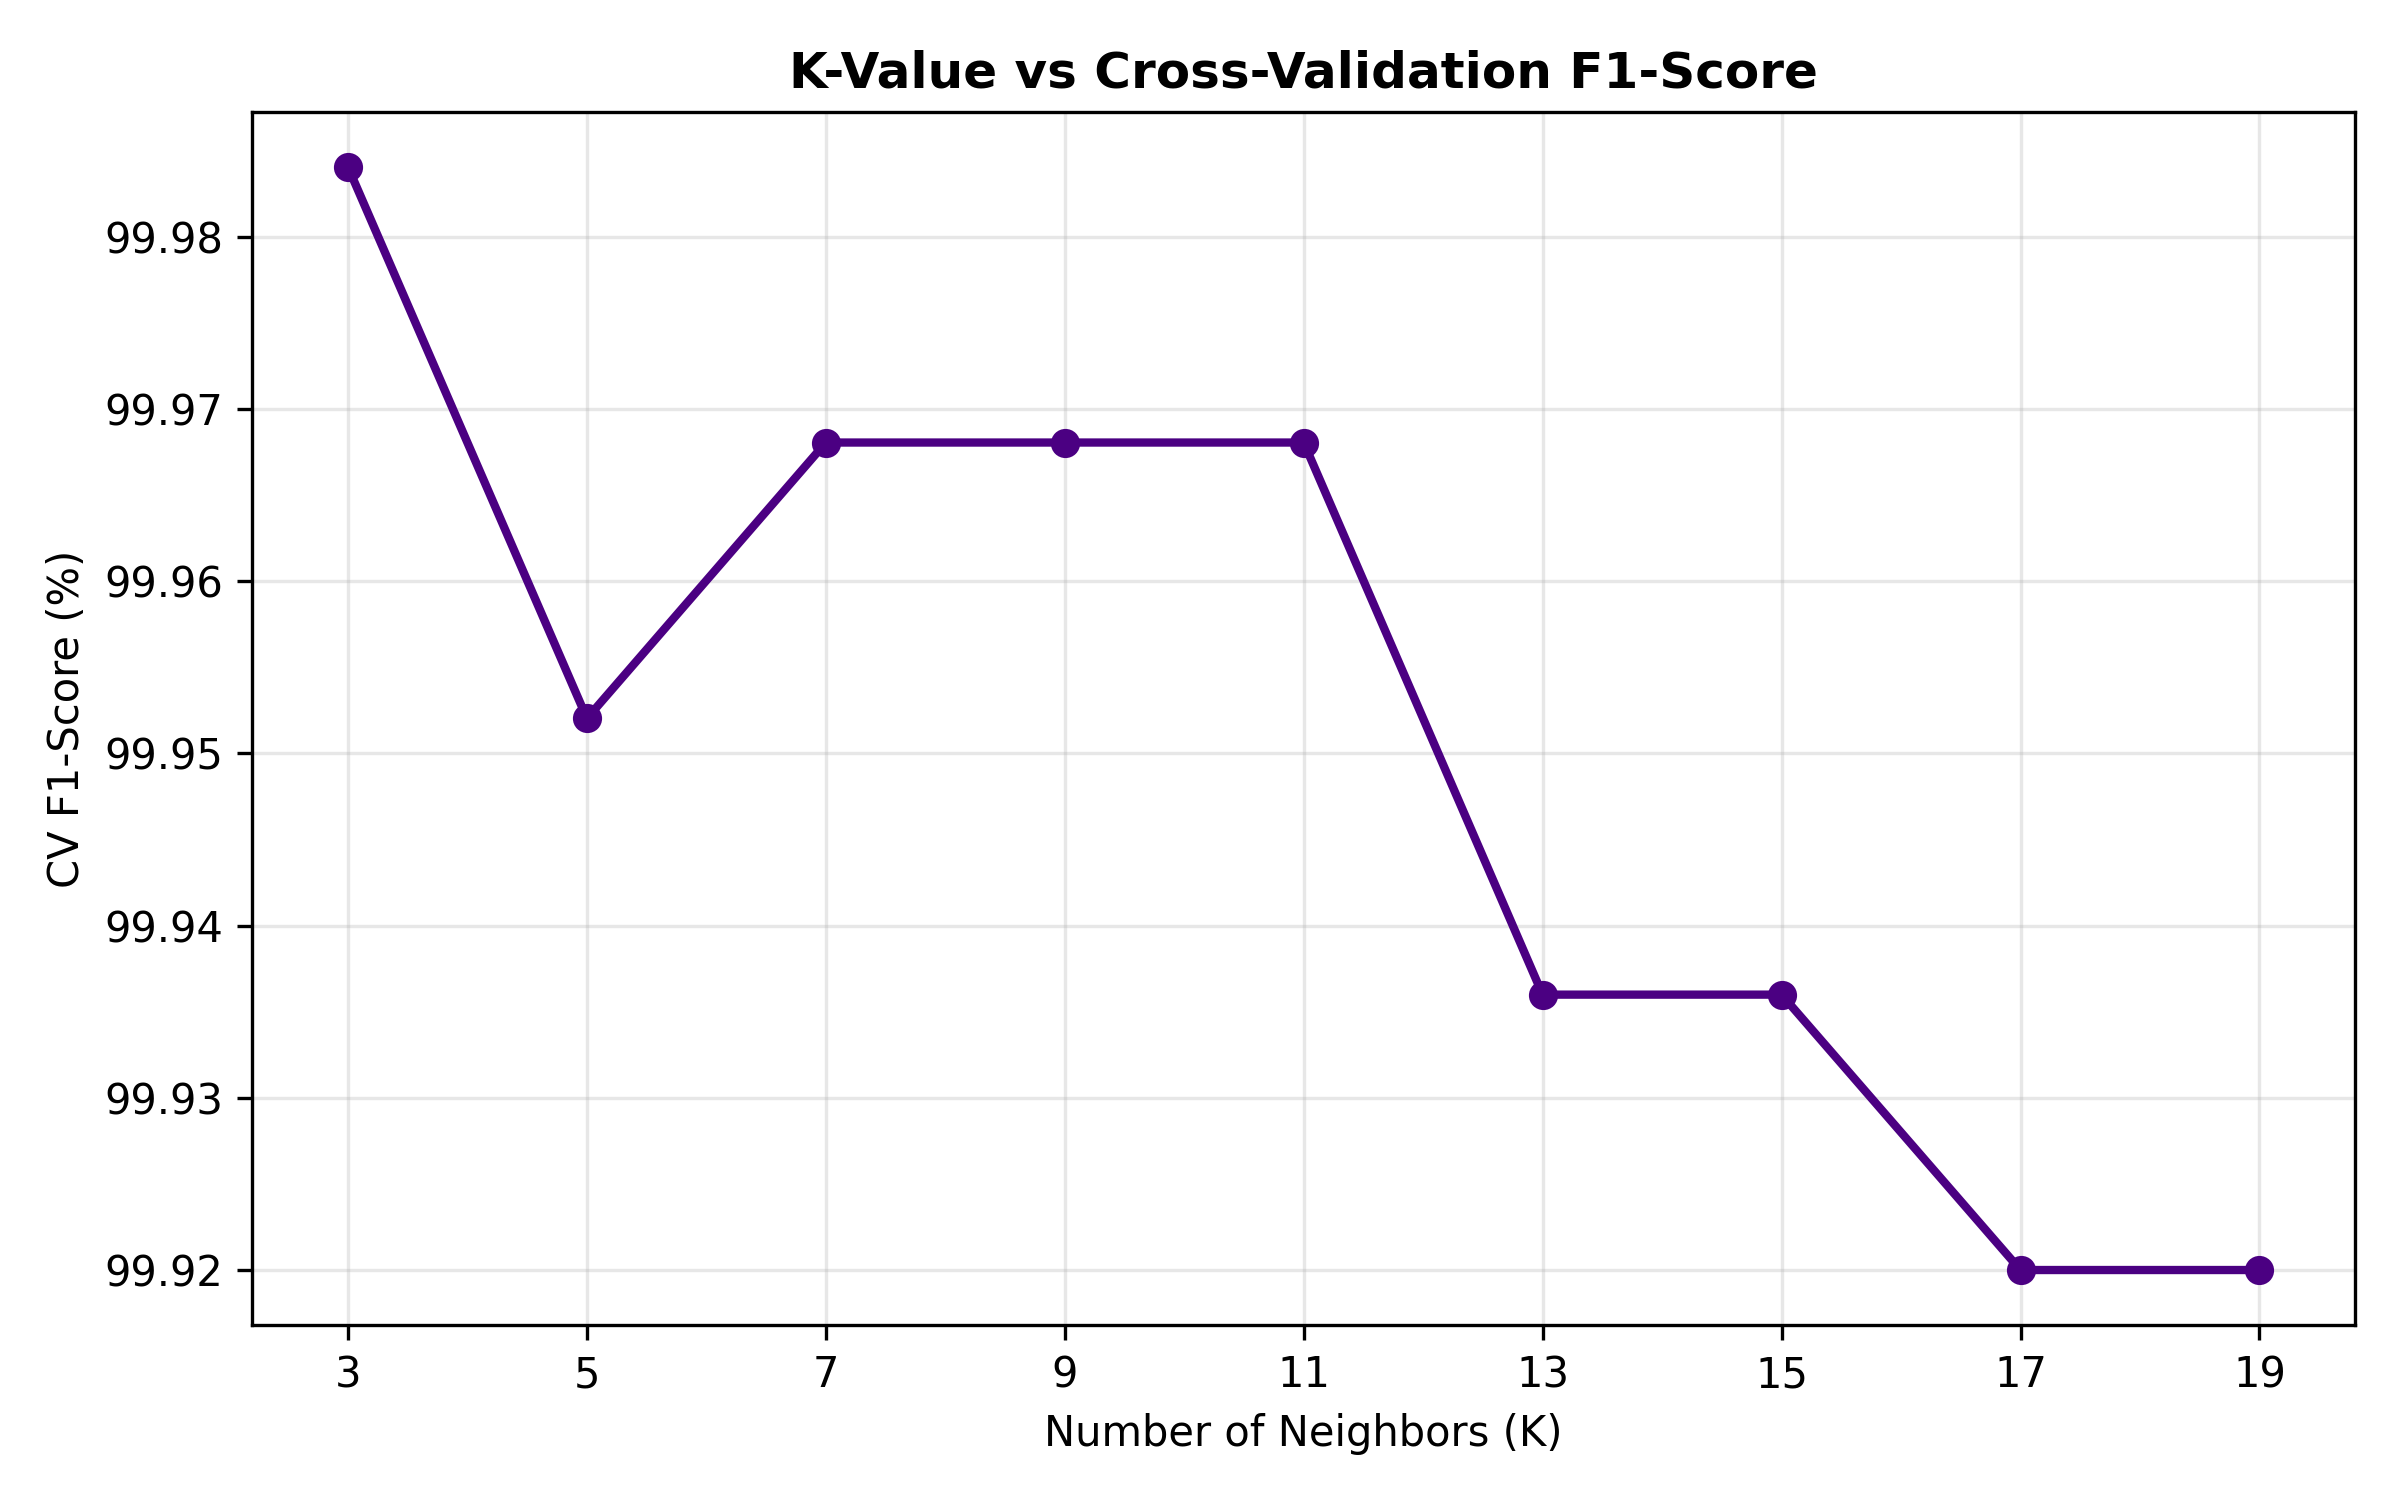 K-Value vs Cross-Validation F1-Score
99.98
99.97
99.96
99.95
99.94
99.93
99.92
CV F1-Score (%)
3 5 7 9 11 13 15 17 19
Number of Neighbors (K)